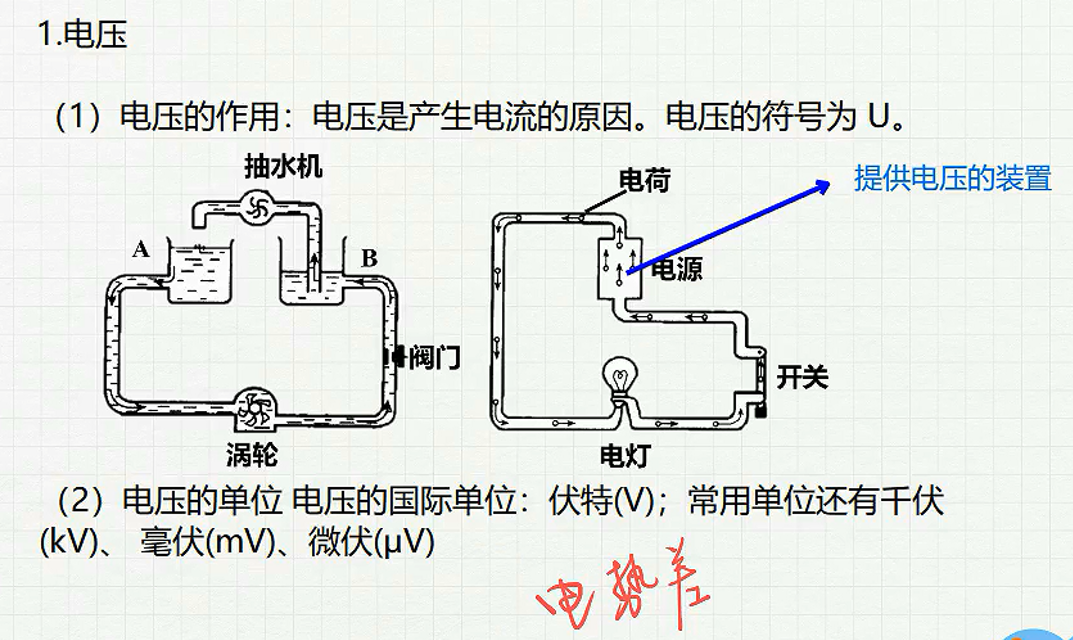 1.电压
（1）电压的作用：电压是产生电流的原因。电压的符号为 U。
抽水机
电荷
提供电压的装置
A
B
电源
阀门
开关
涡轮
电灯
（2）电压的单位 电压的国际单位：伏特(V)；常用单位还有千伏
(kV)、 毫伏(mV)、微伏(μV)
电势差